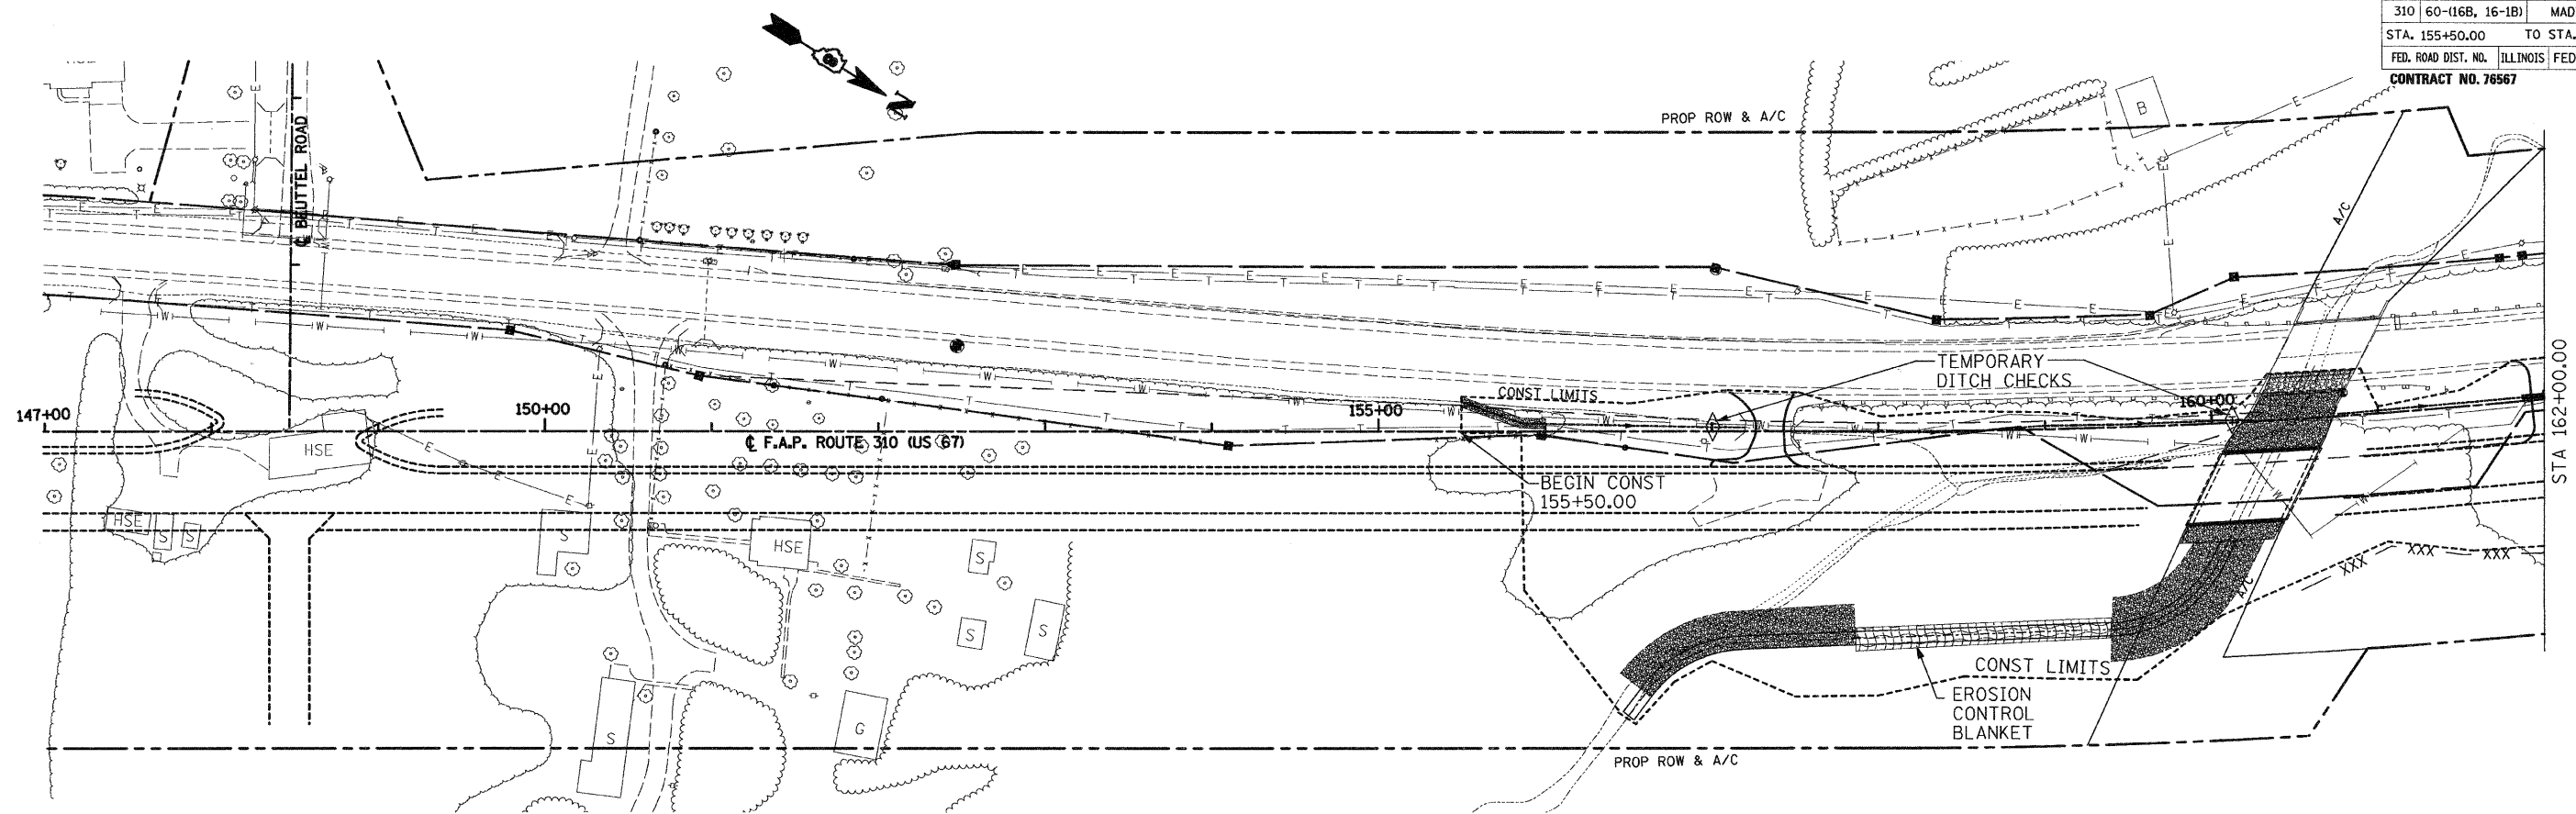 310 60-(16B, 16-1B) MAD
STA. 155+50.00 TO STA.
FED. ROAD DIST. NO. ILLINOIS FED
CONTRACT NO. 76567
N
PROP ROW & A/C
B
℄ BEUTTEL ROAD
A/C
TEMPORARY
DITCH CHECKS
CONST LIMITS
147+00
150+00
155+00
160+00
STA 162+00.00
℄ F.A.P. ROUTE 310 (US 67)
HSE
BEGIN CONST
155+50.00
HSE
S
S
S
HSE
S
S
S
S
G
A/C
XXX
XXX
XXX
CONST LIMITS
EROSION
CONTROL
BLANKET
PROP ROW & A/C